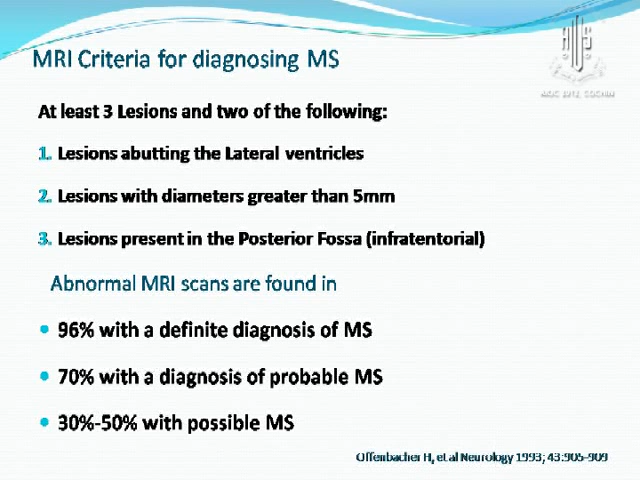 MRI Criteria for diagnosing MS
AIOC 2012, COCHIN
At least 3 Lesions and two of the following:
1. Lesions abutting the Lateral ventricles
2. Lesions with diameters greater than 5mm
3. Lesions present in the Posterior Fossa (infratentorial)
Abnormal MRI scans are found in
• 96% with a definite diagnosis of MS
• 70% with a diagnosis of probable MS
• 30%-50% with possible MS
Offenbacher H, et al Neurology 1993; 43:905-909